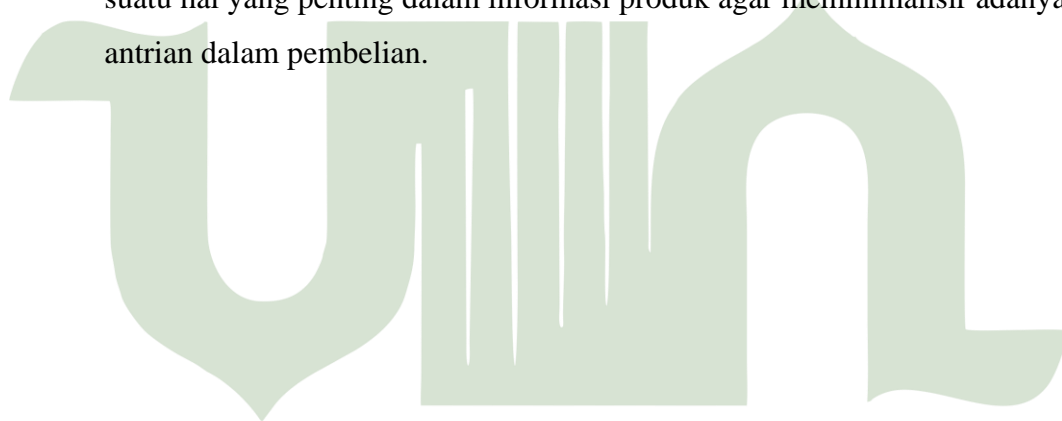 suatu hal yang penting dalam informasi produk agar meminimalisir adanya
antrian dalam pembelian.